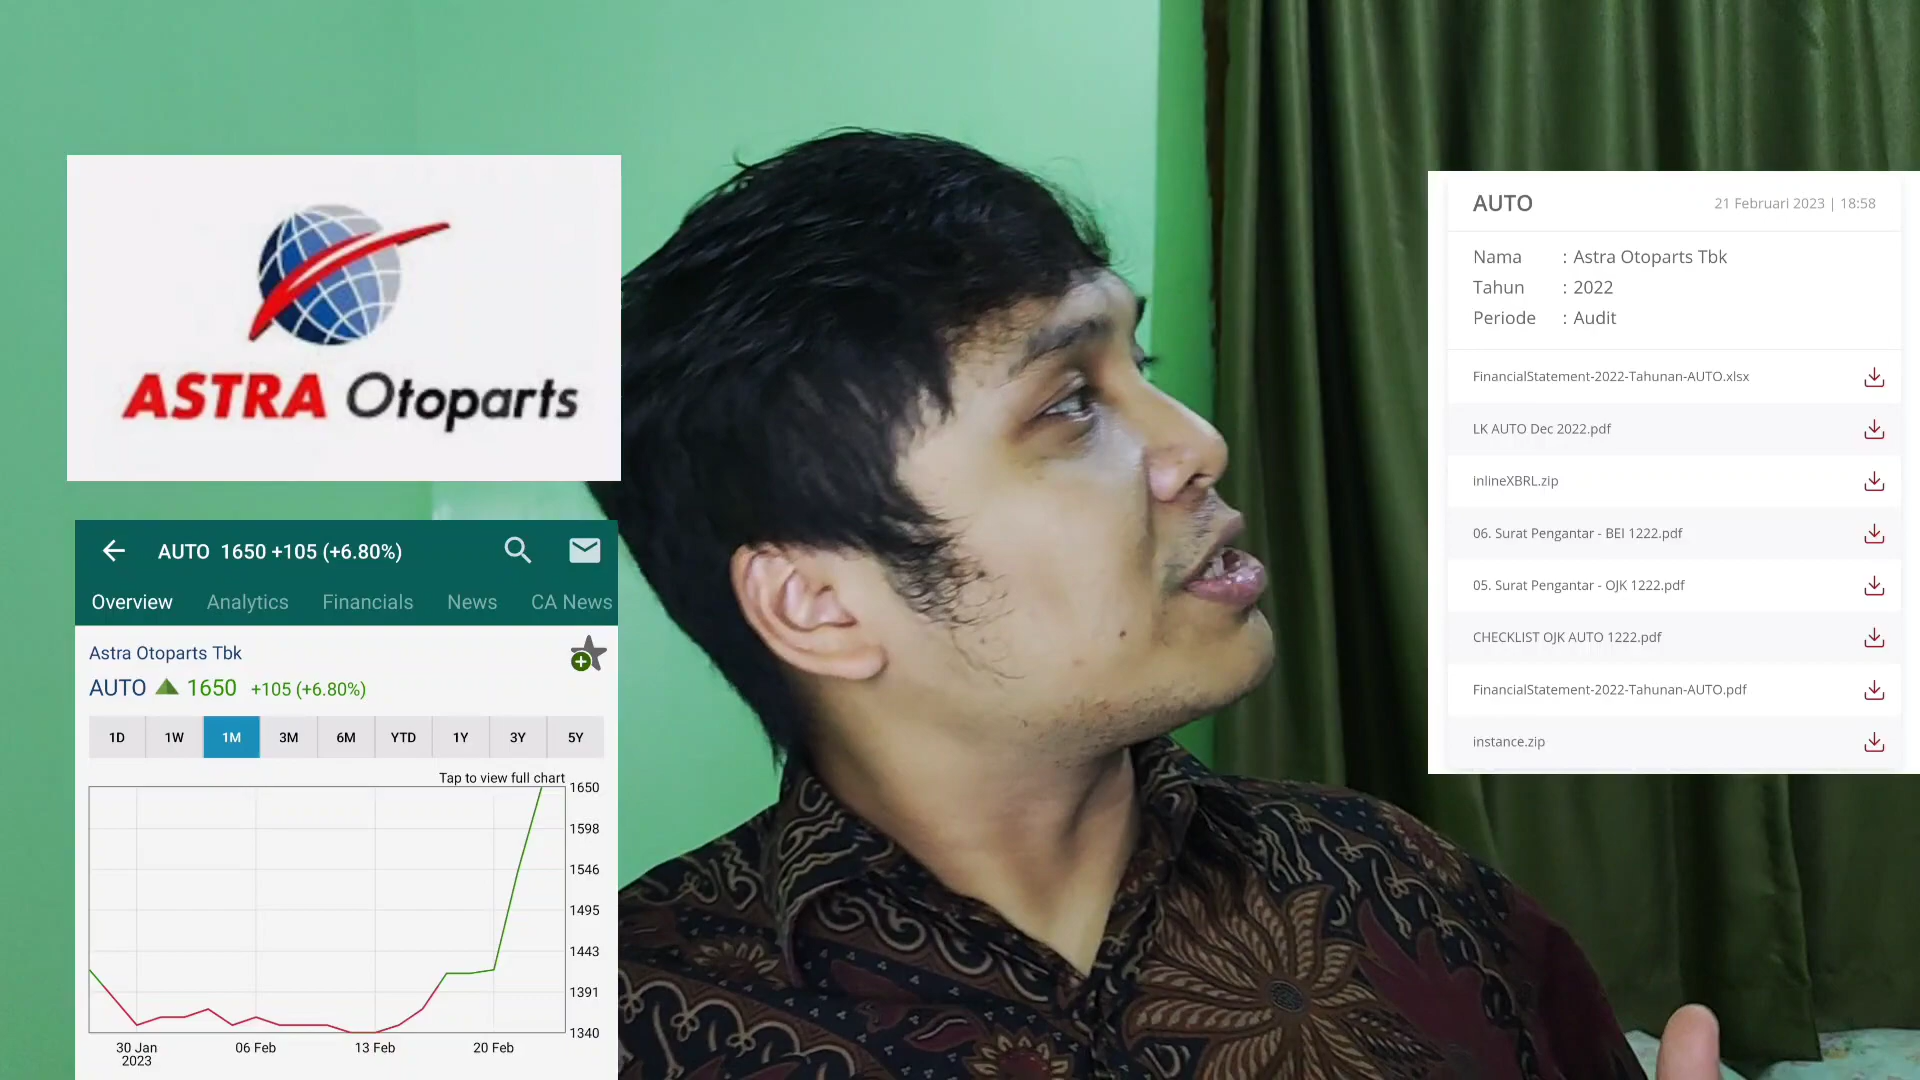 ASTRA Otoparts
AUTO 1650 +105 (+6.80%)
Overview Analytics Financials News CA News
Astra Otoparts Tbk
AUTO 1650 +105 (+6.80%)
1D 1W 1M 3M 6M YTD 1Y 3Y 5Y
Tap to view full chart
1650
1598
1546
1495
1443
1391
1340
30 Jan 06 Feb 13 Feb 20 Feb
2023
AUTO 21 Februari 2023 | 18:58
Nama : Astra Otoparts Tbk
Tahun : 2022
Periode : Audit
FinancialStatement-2022-Tahunan-AUTO.xlsx
LK AUTO Dec 2022.pdf
inlineXBRL.zip
06. Surat Pengantar - BEI 1222.pdf
05. Surat Pengantar - OJK 1222.pdf
CHECKLIST OJK AUTO 1222.pdf
FinancialStatement-2022-Tahunan-AUTO.pdf
instance.zip